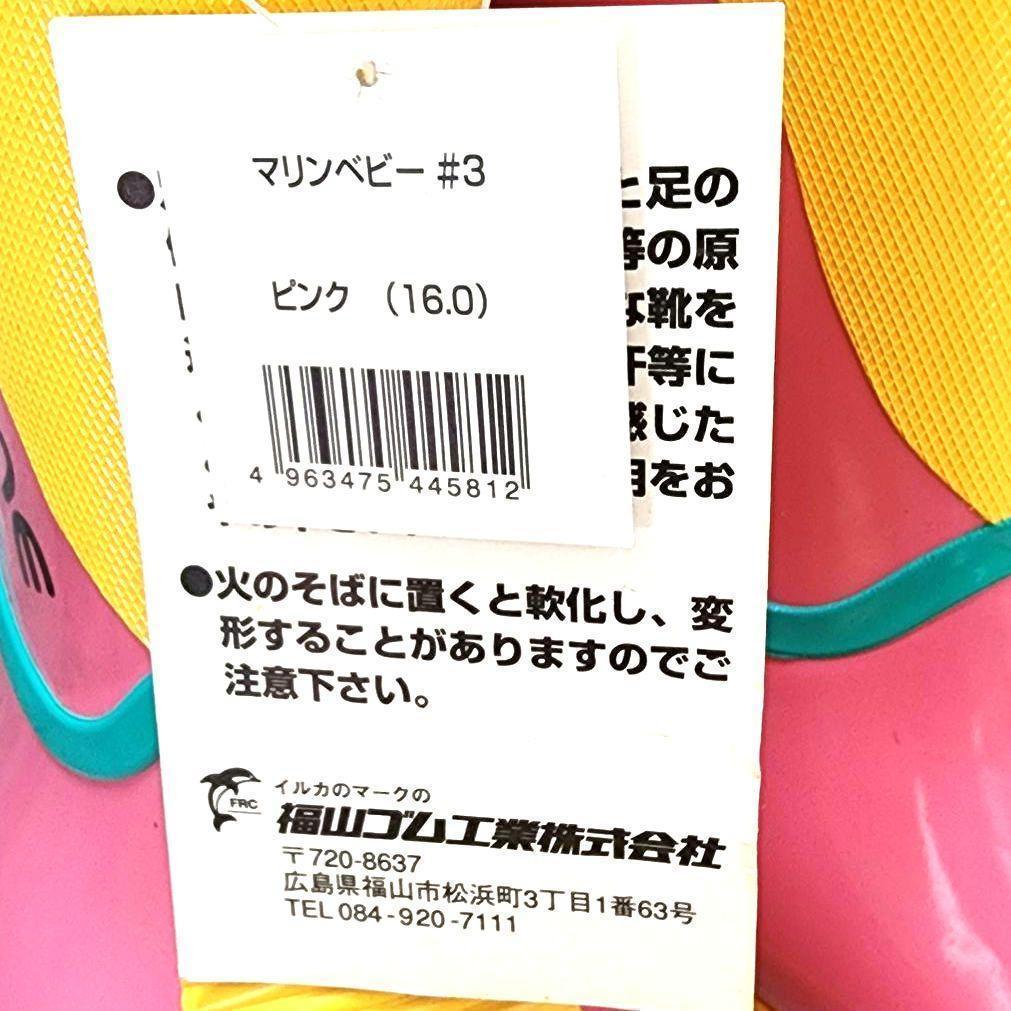 マリンベビー #3
ピンク (16.0)
4 963475 445812
と足の
等の原
な靴を
汗等に
感じた
用をお
●火のそばに置くと軟化し、変
形することがありますのでご
注意下さい。
FRC
イルカのマークの
福山ゴム工業株式会社
〒720-8637
広島県福山市松浜町3丁目1番63号
TEL 084-920-7111